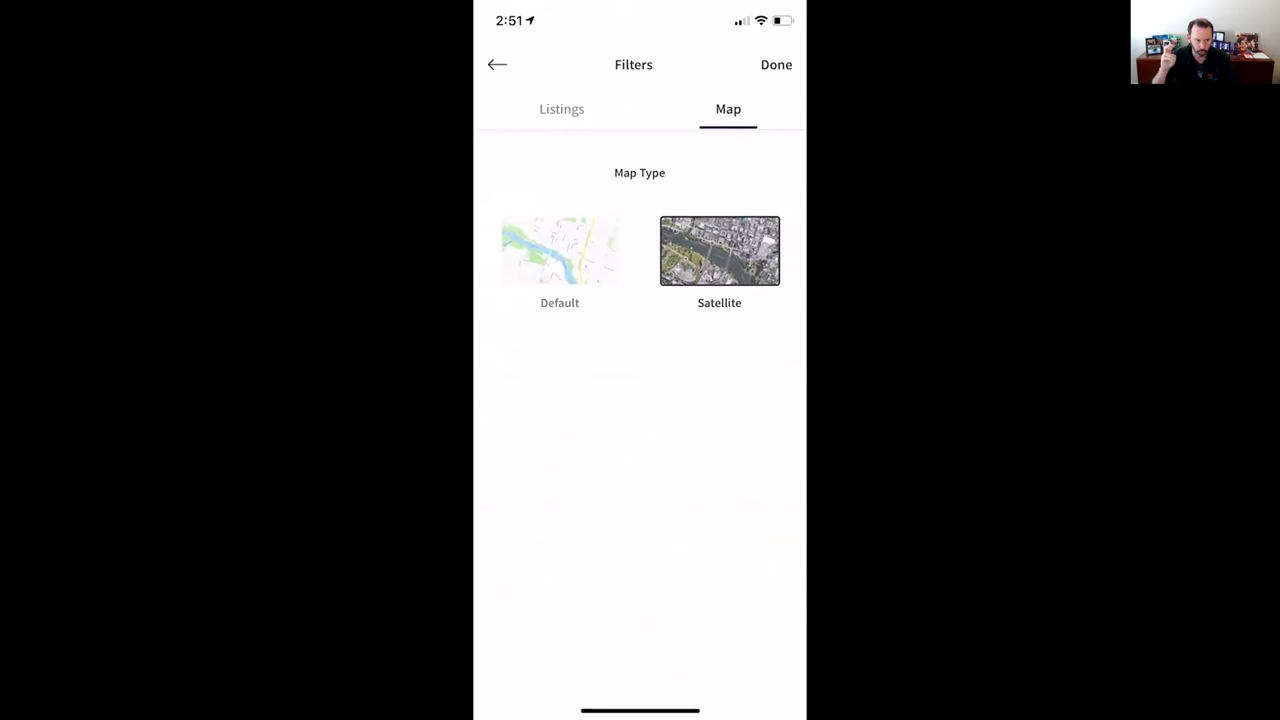 2:51
Filters
Done
Listings
Map
Map Type
Default
Satellite